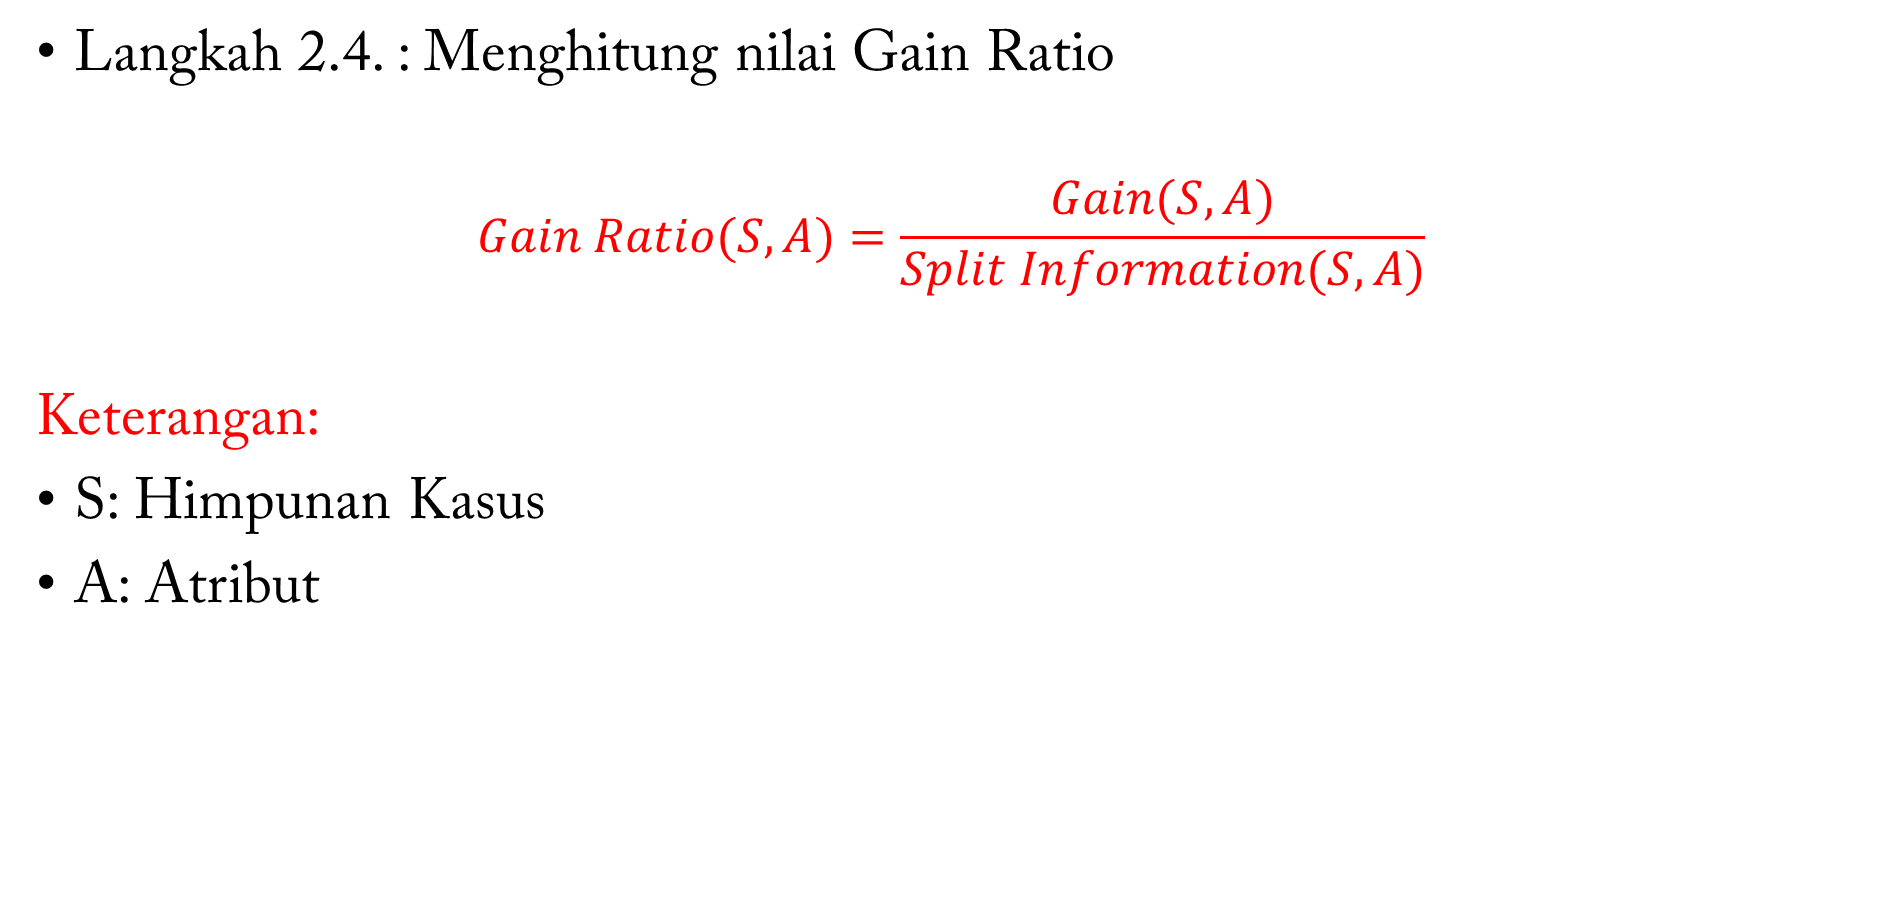 • Langkah 2.4. : Menghitung nilai Gain Ratio
Gain Ratio(S, A) = Gain(S, A) / Split Information(S, A)
Keterangan:
• S: Himpunan Kasus
• A: Atribut